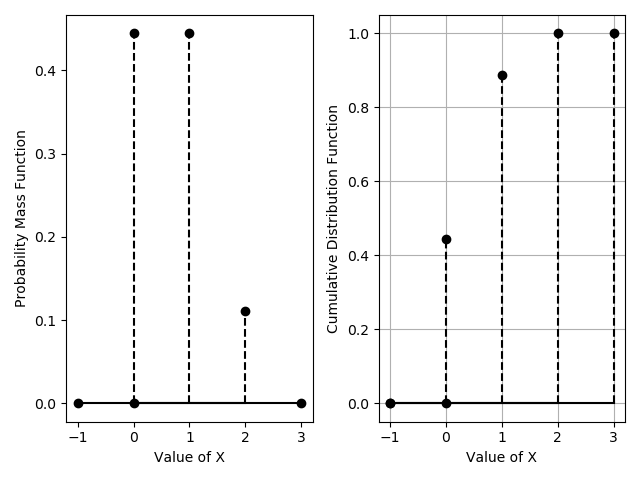 Probability Mass Function
0.4
0.3
0.2
0.1
0.0
−1 0 1 2 3
Value of X
Cumulative Distribution Function
1.0
0.8
0.6
0.4
0.2
0.0
−1 0 1 2 3
Value of X